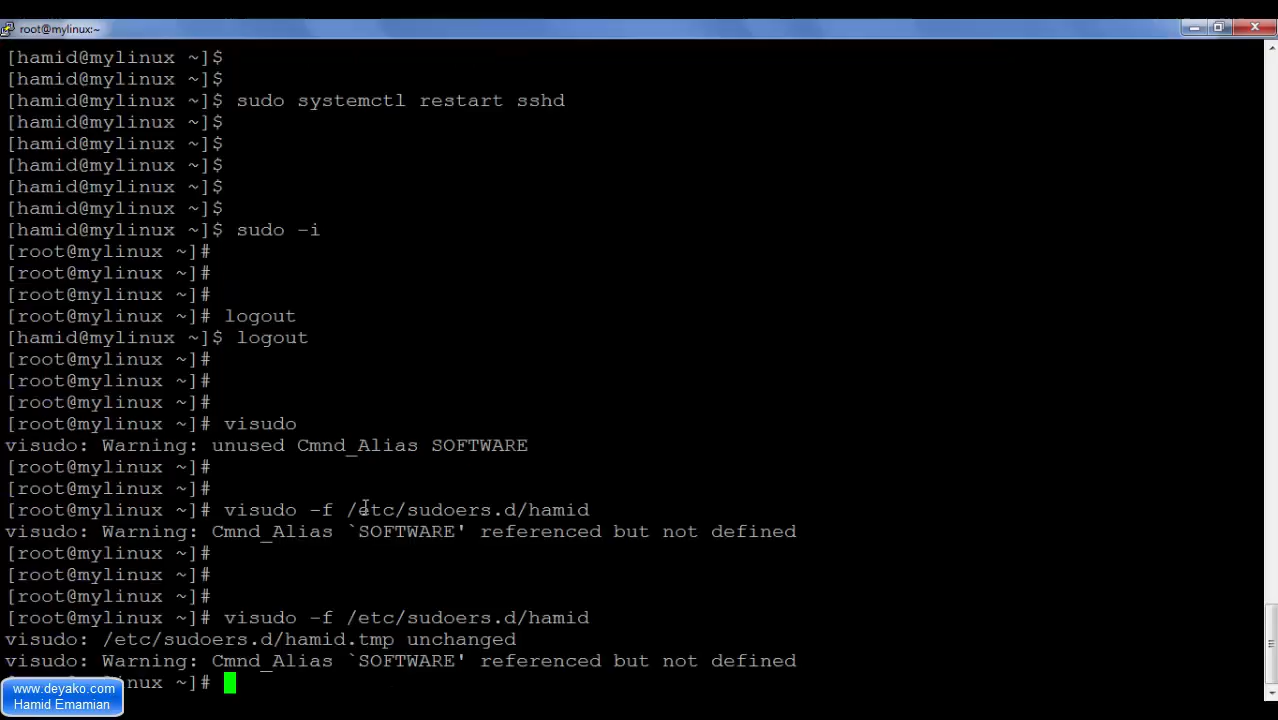 root@mylinux:~
[hamid@mylinux ~]$
[hamid@mylinux ~]$
[hamid@mylinux ~]$ sudo systemctl restart sshd
[hamid@mylinux ~]$
[hamid@mylinux ~]$
[hamid@mylinux ~]$
[hamid@mylinux ~]$
[hamid@mylinux ~]$
[hamid@mylinux ~]$ sudo -i
[root@mylinux ~]#
[root@mylinux ~]#
[root@mylinux ~]#
[root@mylinux ~]# logout
[hamid@mylinux ~]$ logout
[root@mylinux ~]#
[root@mylinux ~]#
[root@mylinux ~]#
[root@mylinux ~]# visudo
visudo: Warning: unused Cmnd_Alias SOFTWARE
[root@mylinux ~]#
[root@mylinux ~]#
[root@mylinux ~]# visudo -f /etc/sudoers.d/hamid
visudo: Warning: Cmnd_Alias `SOFTWARE' referenced but not defined
[root@mylinux ~]#
[root@mylinux ~]#
[root@mylinux ~]#
[root@mylinux ~]# visudo -f /etc/sudoers.d/hamid
visudo: /etc/sudoers.d/hamid.tmp unchanged
visudo: Warning: Cmnd_Alias `SOFTWARE' referenced but not defined
inux ~]#
www.deyako.com
Hamid Emamian